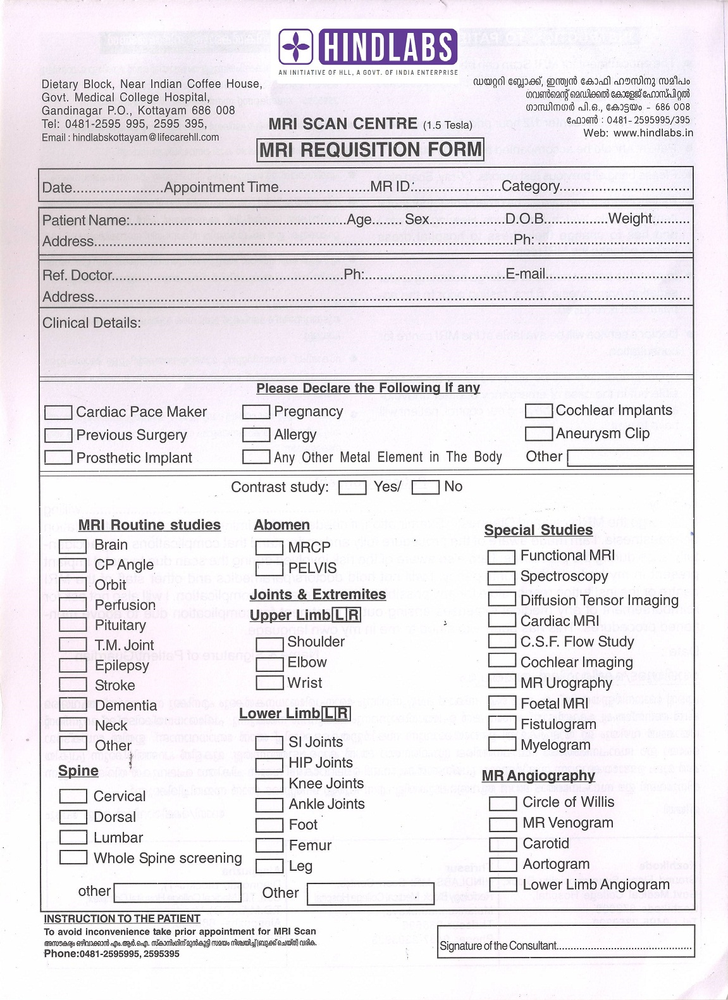 HINDLABS
AN INITIATIVE OF HLL, A GOVT. OF INDIA ENTERPRISE
Dietary Block, Near Indian Coffee House,
Govt. Medical College Hospital,
Gandinagar P.O., Kottayam 686 008
Tel: 0481-2595 995, 2595 395,
Email : hindlabskottayam@lifecarehll.com
ഡയറ്ററി ബ്ലോക്ക്, ഇന്ത്യൻ കോഫി ഹൗസിനു സമീപം
ഗവൺമെന്റ് മെഡിക്കൽ കോളേജ് ഹോസ്പിറ്റൽ
ഗാന്ധിനഗർ പി.ഒ., കോട്ടയം - 686 008
ഫോൺ : 0481- 2595995/395
Web: www.hindlabs.in
MRI SCAN CENTRE (1.5 Tesla)
MRI REQUISITION FORM
Date.....................Appointment Time.....................MR ID:....................Category..............................
Patient Name:..................................................Age.......Sex.................D.O.B...............Weight.........
Address...................................................................................................Ph: ...................................
Ref. Doctor......................................................Ph:................................E-mail..................................
Address..............................................................................................................................................
Clinical Details:
Please Declare the Following If any
Cardiac Pace Maker Pregnancy Cochlear Implants
Previous Surgery Allergy Aneurysm Clip
Prosthetic Implant Any Other Metal Element in The Body Other
Contrast study: Yes/ No
MRI Routine studies
Brain
CP Angle
Orbit
Perfusion
Pituitary
T.M. Joint
Epilepsy
Stroke
Dementia
Neck
Other
Spine
Cervical
Dorsal
Lumbar
Whole Spine screening
other
Abomen
MRCP
PELVIS
Joints & Extremites
Upper Limb L R
Shoulder
Elbow
Wrist
Lower Limb L R
SI Joints
HIP Joints
Knee Joints
Ankle Joints
Foot
Femur
Leg
Other
Special Studies
Functional MRI
Spectroscopy
Diffusion Tensor Imaging
Cardiac MRI
C.S.F. Flow Study
Cochlear Imaging
MR Urography
Foetal MRI
Fistulogram
Myelogram
MR Angiography
Circle of Willis
MR Venogram
Carotid
Aortogram
Lower Limb Angiogram
INSTRUCTION TO THE PATIENT
To avoid inconvenience take prior appointment for MRI Scan
അസൗകര്യം ഒഴിവാക്കാൻ എം.ആർ.ഐ. സ്കാനിംഗിന് മുൻകൂട്ടി സമയം നിശ്ചയിച്ച് (ബുക്ക് ചെയ്ത്) വരിക.
Phone:0481-2595995, 2595395
Signature of the Consultant..........................................